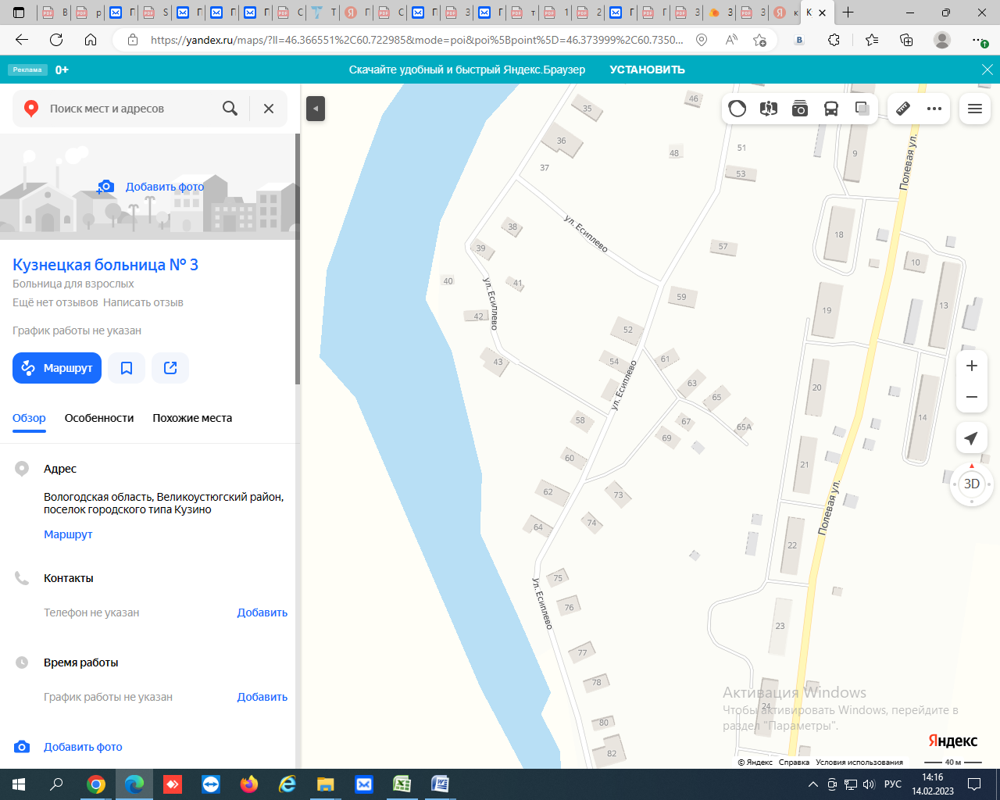 https://yandex.ru/maps/?ll=46.366551%2C60.722985&mode=poi&poi%5Bpoint%5D=46.373999%2C60.7350...
Реклама
0+
Скачайте удобный и быстрый Яндекс.Браузер
УСТАНОВИТЬ
Поиск мест и адресов
Добавить фото
Кузнецкая больница № 3
Больница для взрослых
Ещё нет отзывов Написать отзыв
График работы не указан
Маршрут
Обзор
Особенности
Похожие места
Адрес
Вологодская область, Великоустюгский район,
поселок городского типа Кузино
Маршрут
Контакты
Телефон не указан
Добавить
Время работы
График работы не указан
Добавить
Добавить фото
35
46
36
48
51
9
37
53
Полевая ул.
38
18
ул. Есиплево
39
57
10
40
41
ул. Есиплево
59
19
13
42
52
43
54
61
63
20
ул. Есиплево
65
58
67
65А
14
69
60
21
62
73
3D
64
74
Полевая ул.
22
75
ул. Есиплево
76
23
77
78
24
80
82
Активация Windows
Чтобы активировать Windows, перейдите в
раздел "Параметры".
Яндекс
© Яндекс Справка Условия использования
40 м
РУС
14:16
14.02.2023